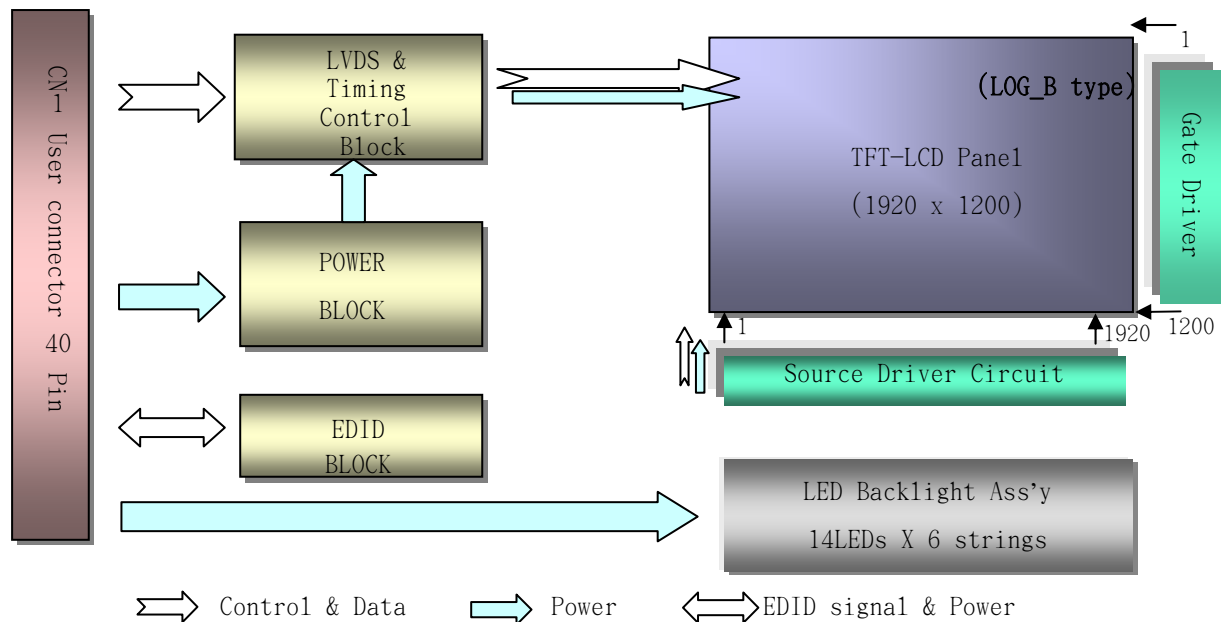 CN-1 User connector 40 Pin
LVDS &
Timing
Control
Block
POWER
BLOCK
EDID
BLOCK
(LOG_B type)
TFT-LCD Panel
(1920 x 1200)
1
Gate Driver
1200
1
1920
Source Driver Circuit
LED Backlight Ass'y
14LEDs X 6 strings
Control & Data
Power
EDID signal & Power